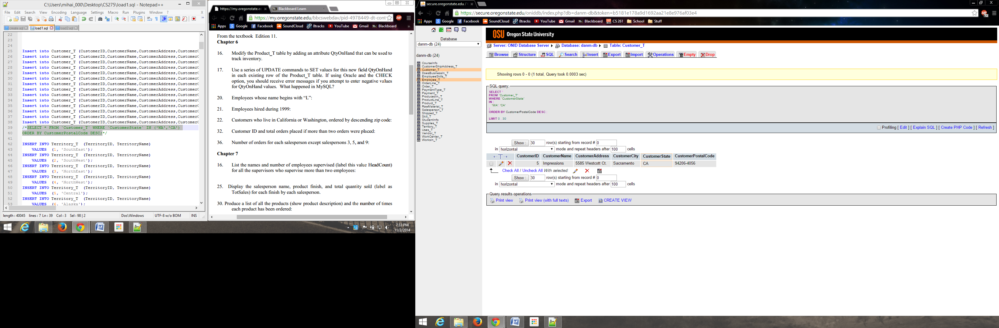 C:\Users\mihai_000\Desktop\CS275\load1.sql - Notepad++
File Edit Search View Encoding Language Settings Macro Run Plugins Window ? X
create.sql load1.sql load2.sql
22
23
24
25 Insert into Customer_T (CustomerID,CustomerName,CustomerAddress,CustomerC
26 Insert into Customer_T (CustomerID,CustomerName,CustomerAddress,CustomerC
27 Insert into Customer_T (CustomerID,CustomerName,CustomerAddress,CustomerC
28 Insert into Customer_T (CustomerID,CustomerName,CustomerAddress,CustomerC
29 Insert into Customer_T (CustomerID,CustomerName,CustomerAddress,CustomerC
30 Insert into Customer_T (CustomerID,CustomerName,CustomerAddress,CustomerC
31 Insert into Customer_T (CustomerID,CustomerName,CustomerAddress,CustomerC
32 Insert into Customer_T (CustomerID,CustomerName,CustomerAddress,CustomerC
33 Insert into Customer_T (CustomerID,CustomerName,CustomerAddress,CustomerC
34 Insert into Customer_T (CustomerID,CustomerName,CustomerAddress,CustomerC
35 Insert into Customer_T (CustomerID,CustomerName,CustomerAddress,CustomerC
36 Insert into Customer_T (CustomerID,CustomerName,CustomerAddress,CustomerC
37 Insert into Customer_T (CustomerID,CustomerName,CustomerAddress,CustomerC
38 Insert into Customer_T (CustomerID,CustomerName,CustomerAddress,CustomerC
39 /*SELECT * FROM `Customer_T` WHERE `CustomerState` IN ('WA','CA')
40 ORDER BY CustomerPostalCode DESC;*/
41
42 INSERT INTO Territory_T (TerritoryID, TerritoryName)
43 VALUES (1, 'SouthEast');
44 INSERT INTO Territory_T (TerritoryID, TerritoryName)
45 VALUES (2, 'SouthWest');
46 INSERT INTO Territory_T (TerritoryID, TerritoryName)
47 VALUES (3, 'NorthEast');
48 INSERT INTO Territory_T (TerritoryID, TerritoryName)
49 VALUES (4, 'NorthWest');
50 INSERT INTO Territory_T (TerritoryID, TerritoryName)
51 VALUES (5, 'Central');
52 INSERT INTO Territory_T (TerritoryID, TerritoryName)
53 VALUES (6, 'Alaska');
length : 40045 lines : 7 Ln : 39 Col : 3 Sel : 98 | 2 Dos\Windows UTF-8 w/o BOM INS
https://my.oregonstate.ec Blackboard Learn
https://my.oregonstate.edu/bbcswebdav/pid-4978449-dt-cont
ABP
Apps Google Facebook SoundCloud 8tracks YouTube Gmail Blackboard »
From the textbook Edition 11.
Chapter 6
16. Modify the Product_T table by adding an attribute QtyOnHand that can be used to
track inventory.
17. Use a series of UPDATE commands to SET values for this new field QtyOnHand
in each existing row of the Product_T table. If using Oracle and the CHECK
option, you should receive error messages if you attempt to enter negative values
for QtyOnHand values. What happened in MySQL?
20. Employees whose name begins with “L”:
21. Employees hired during 1999:
22. Customers who live in California or Washington, ordered by descending zip code:
32. Customer ID and total orders placed if more than two orders were placed:
36. Number of orders for each salesperson except salespersons 3, 5, and 9:
Chapter 7
16. List the names and number of employees supervised (label this value HeadCount)
for all the supervisors who supervise more than two employees:
25. Display the salesperson name, product finish, and total quantity sold (label as
TotSales) for each finish by each salesperson.
30. Produce a list of all the products (show product description) and the number of times
each product has been ordered:
7:33 PM
11/2/2014
secure.oregonstate.edu /
https://secure.oregonstate.edu/oniddb/index.php?db=danm-db&token=b5181e178a9d1692aa21e8e976af03e4
ABP
72
Apps Google Facebook SoundCloud 8tracks YouTube Gmail Blackboard CS 261 School Stuff
Database
danm-db (24)
danm-db (24)
CourseInfo
CustomerShipAddress_T
Customer_T
DoesBusinessIn_T
EmployeeSkills_T
Employee_T
OrderLine_T
Order_T
PaymentType_T
Payment_T
ProducedIn_T
ProductLine_T
Product_T
RawMaterial_T
Salesperson_T
Shipped_T
Skill_T
StudentInfo
Supplies_T
Territory_T
Uses_T
Vendor_T
WorkCenter_T
WorksIn_T
OSU Oregon State University
Server: ONID Database Server Database: danm-db Table: Customer_T
Browse Structure SQL Search Insert Export Import Operations Empty Drop
Showing rows 0 - 0 (1 total, Query took 0.0003 sec)
SQL query:
SELECT *
FROM `Customer_T`
WHERE `CustomerState`
IN (
'WA', 'CA'
)
ORDER BY CustomerPostalCode DESC ;
LIMIT 0 , 30
Profiling [ Edit ] [ Explain SQL ] [ Create PHP Code ] [ Refresh ]
Show : 30 row(s) starting from record # 0
in horizontal mode and repeat headers after 100 cells
←T→ CustomerID CustomerName CustomerAddress CustomerCity CustomerState CustomerPostalCode
5 Impressions 5585 Westcott Ct. Sacramento CA 94206-4056
Check All / Uncheck All With selected:
Show : 30 row(s) starting from record # 0
in horizontal mode and repeat headers after 100 cells
Query results operations
Print view Print view (with full texts) Export CREATE VIEW